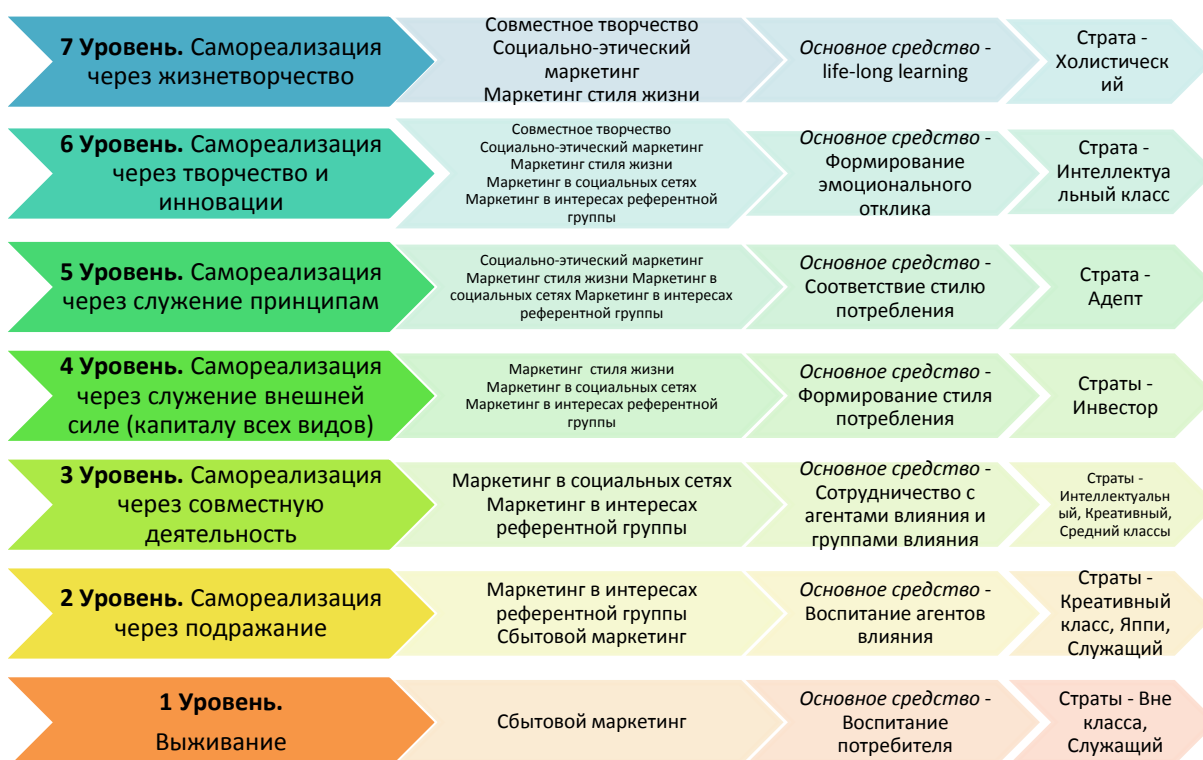 7 Уровень. Самореализация
через жизнетворчество
Совместное творчество
Социально-этический
маркетинг
Маркетинг стиля жизни
Основное средство -
life-long learning
Страта -
Холистическ
ий
6 Уровень. Самореализация
через творчество и
инновации
Совместное творчество
Социально-этический маркетинг
Маркетинг стиля жизни
Маркетинг в социальных сетях
Маркетинг в интересах референтной
группы
Основное средство -
Формирование
эмоционального
отклика
Страта -
Интеллектуа
льный класс
5 Уровень. Самореализация
через служение принципам
Социально-этический маркетинг
Маркетинг стиля жизни Маркетинг в
социальных сетях Маркетинг в интересах
референтной группы
Основное средство -
Соответствие стилю
потребления
Страта -
Адепт
4 Уровень. Самореализация
через служение внешней
силе (капиталу всех видов)
Маркетинг стиля жизни
Маркетинг в социальных сетях
Маркетинг в интересах референтной
группы
Основное средство -
Формирование стиля
потребления
Страты -
Инвестор
3 Уровень. Самореализация
через совместную
деятельность
Маркетинг в социальных сетях
Маркетинг в интересах
референтной группы
Основное средство -
Сотрудничество с
агентами влияния и
группами влияния
Страты -
Интеллектуальн
ый, Креативный,
Средний классы
2 Уровень. Самореализация
через подражание
Маркетинг в интересах
референтной группы
Сбытовой маркетинг
Основное средство -
Воспитание агентов
влияния
Страты -
Креативный
класс, Яппи,
Служащий
1 Уровень.
Выживание
Сбытовой маркетинг
Основное средство -
Воспитание
потребителя
Страты - Вне
класса,
Служащий